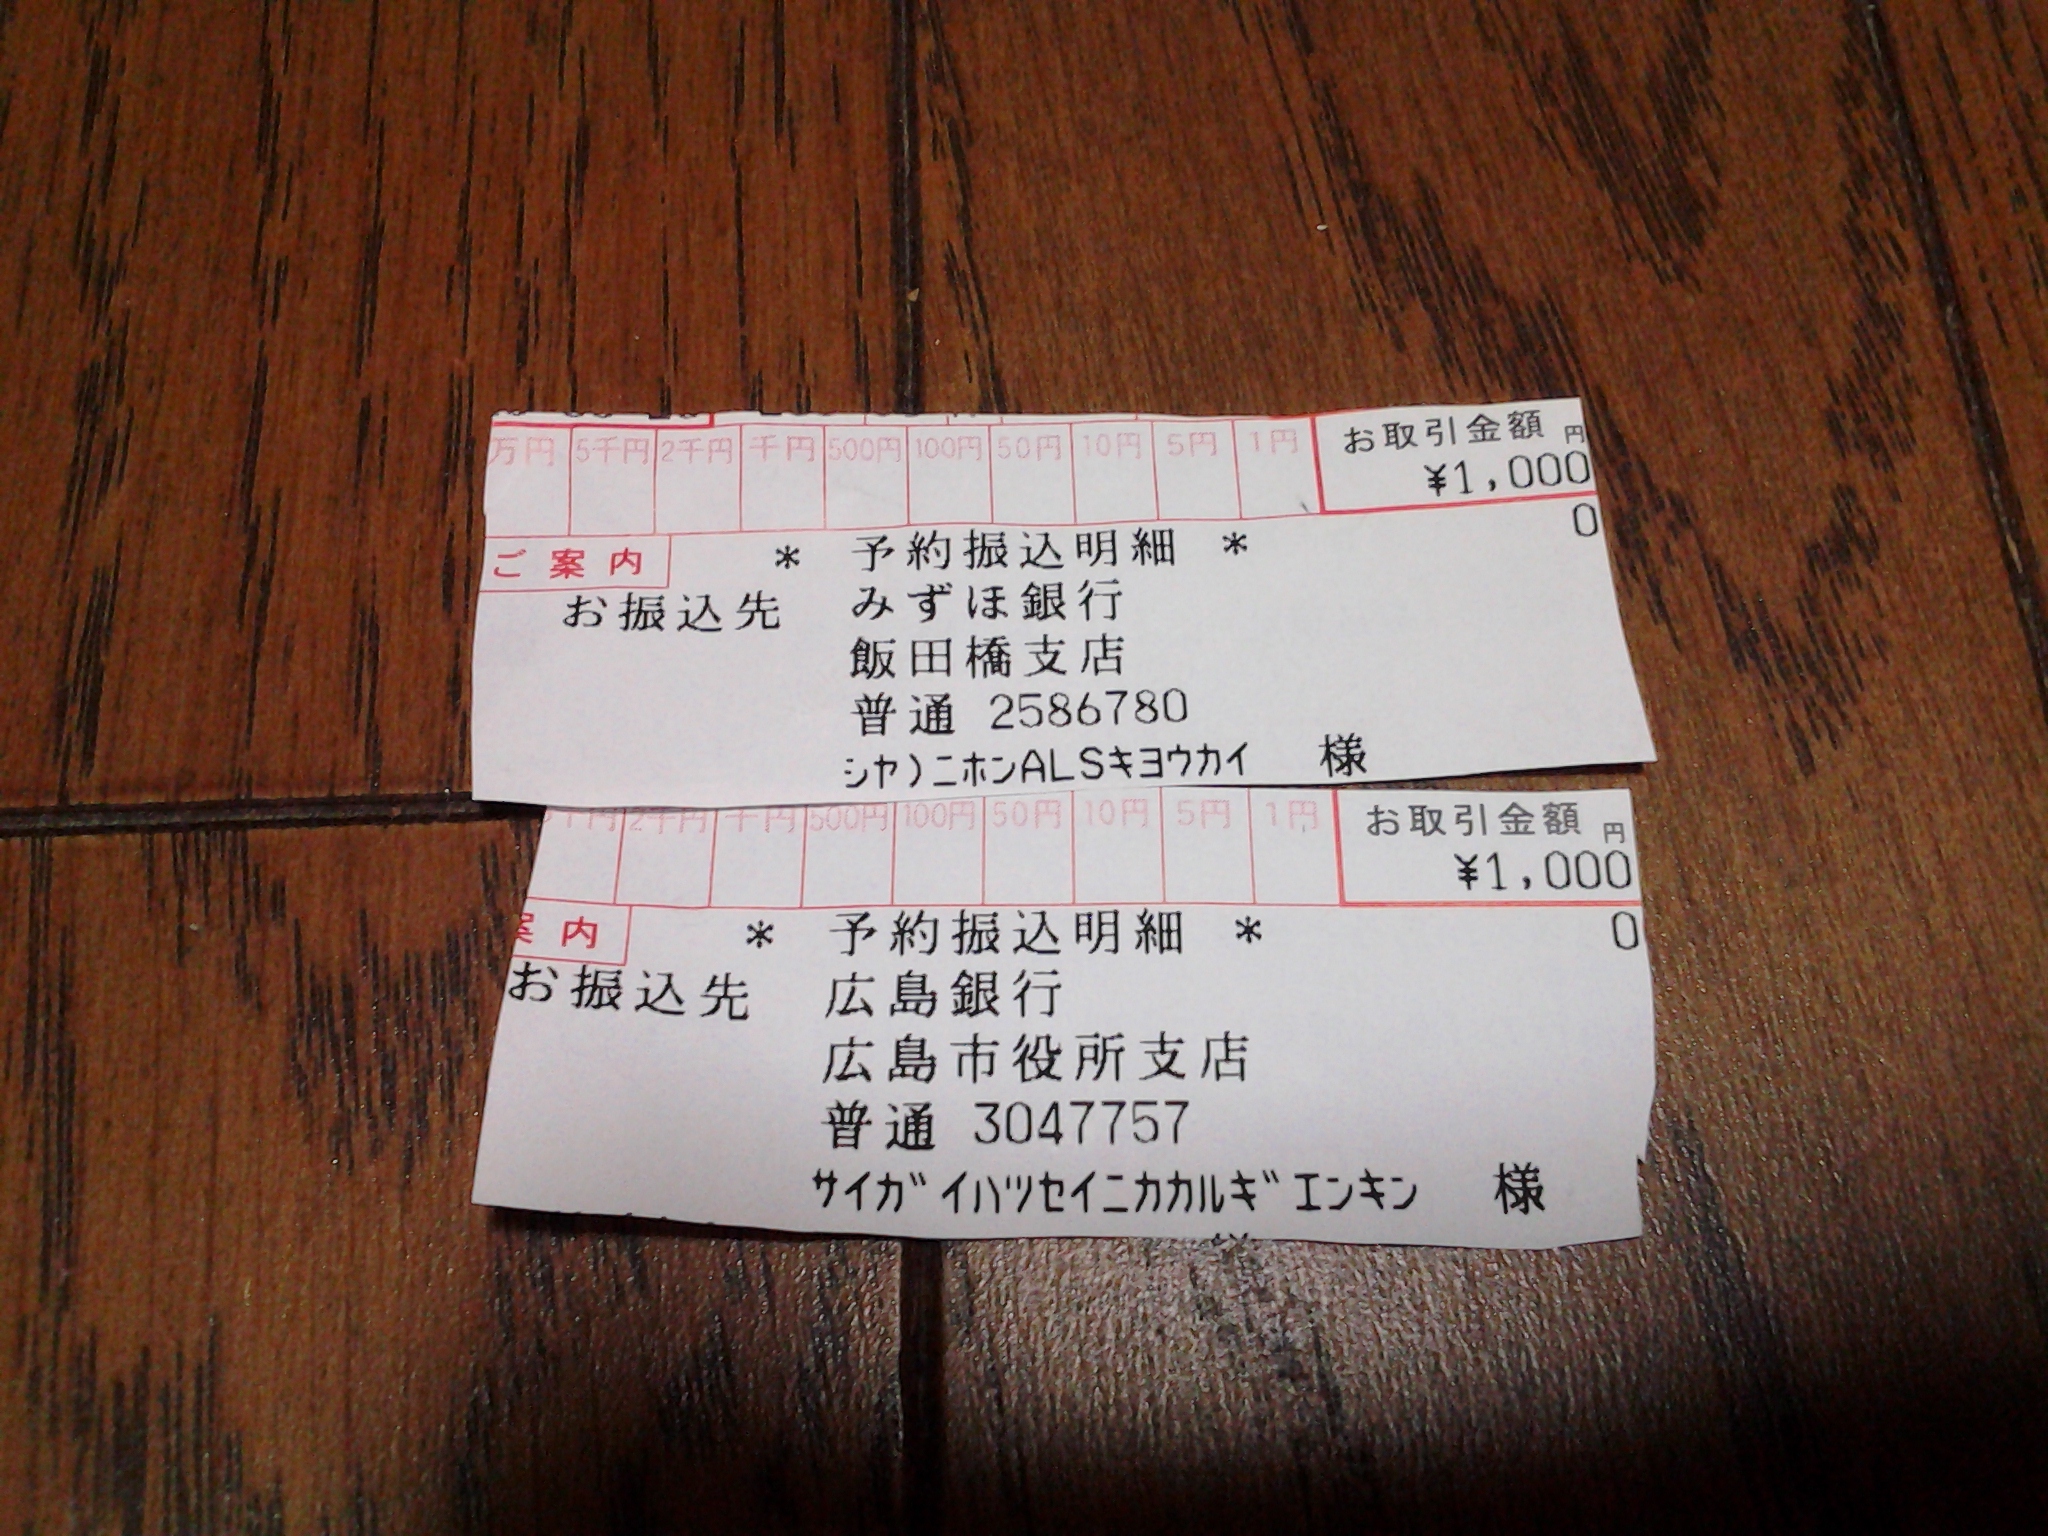 万円 5千円 2千円 千円 500円 100円 50円 10円 5円 1円 お取引金額 円
¥1,000
0
ご案内 * 予約振込明細 *
お振込先 みずほ銀行
飯田橋支店
普通 2586780
シヤ)ニホンALSキヨウカイ 様
2千円 千円 500円 100円 50円 10円 5円 1円 お取引金額 円
¥1,000
案内 * 予約振込明細 * 0
お振込先 広島銀行
広島市役所支店
普通 3047757
サイガイハツセイニカカルギエンキン 様